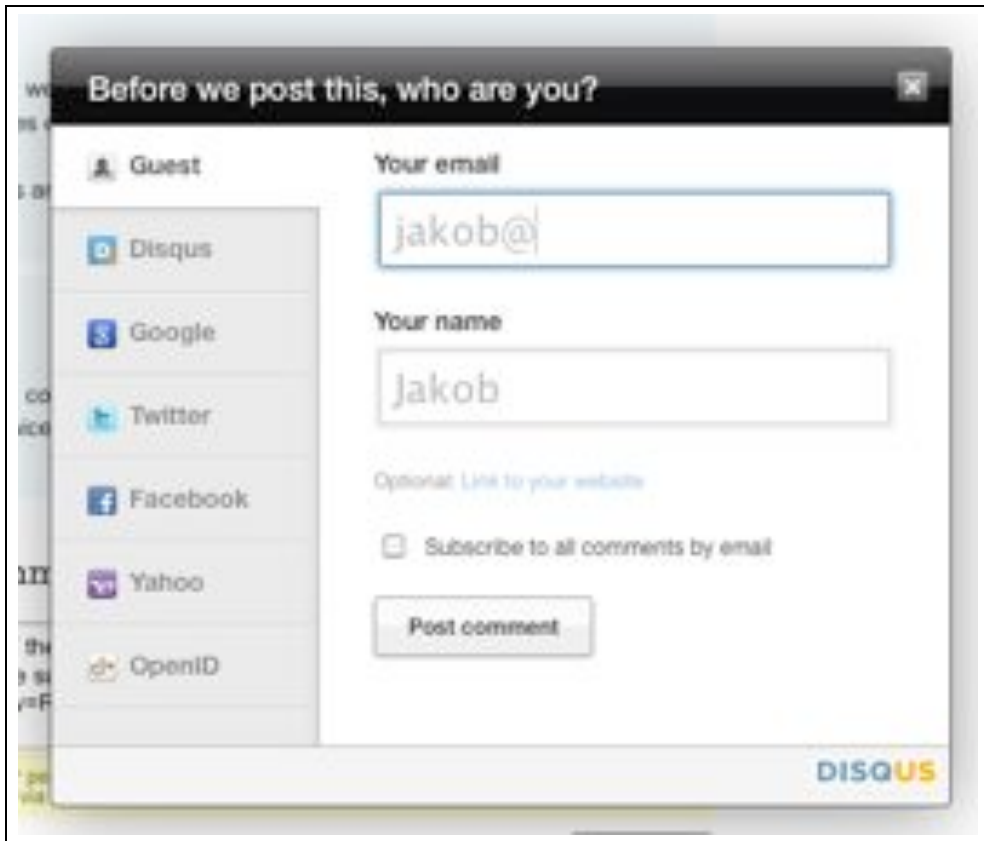 Before we post this, who are you?
Guest
Disqus
Google
Twitter
Facebook
Yahoo
OpenID
Your email
jakob@
Your name
Jakob
Optional: Link to your website
Subscribe to all comments by email
Post comment
DISQUS